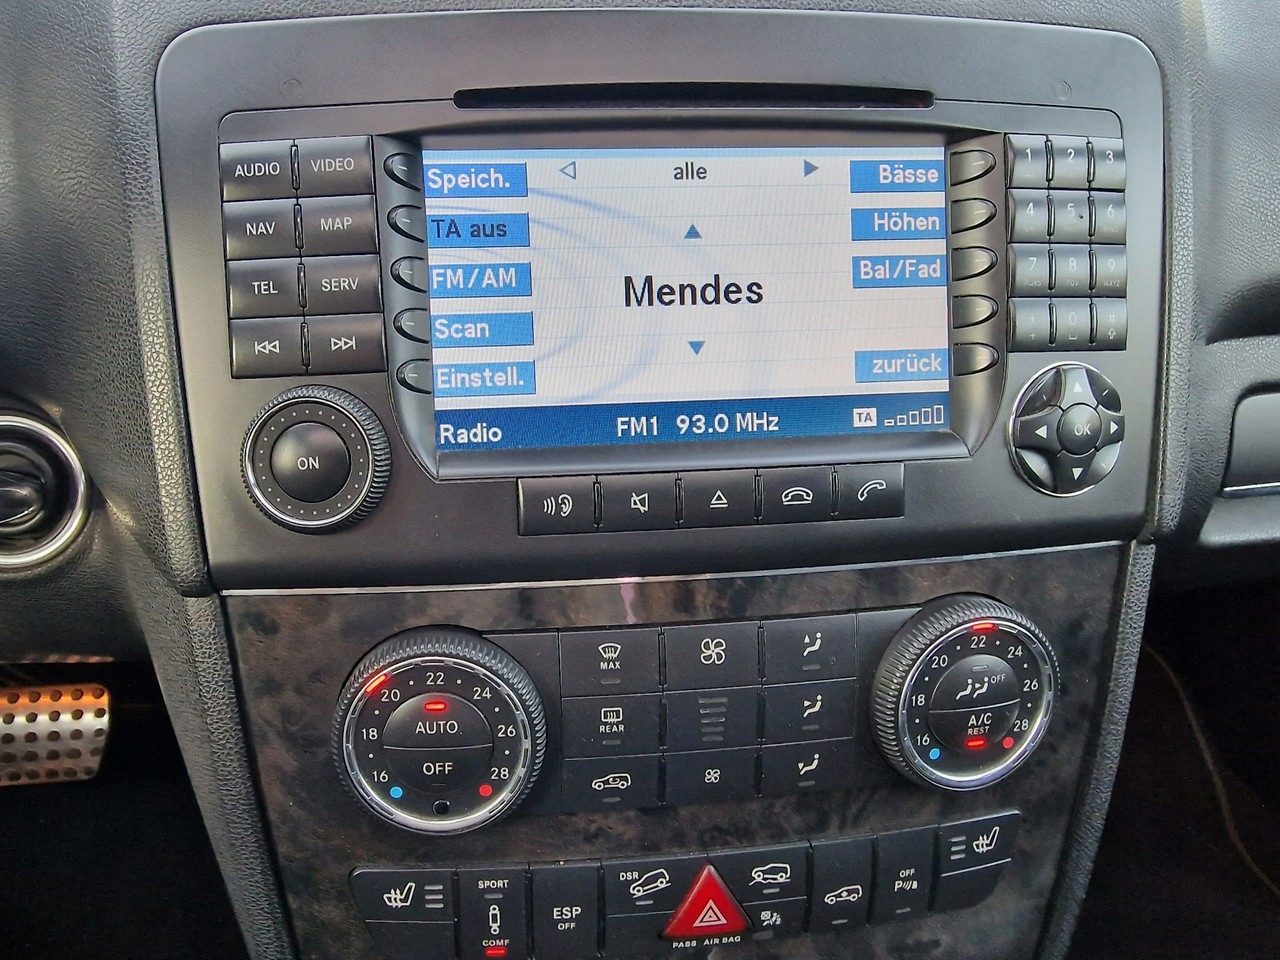 AUDIO VIDEO
NAV MAP
TEL SERV
ON
Speich. alle Bässe
TA aus Höhen
FM/AM Mendes Bal/Fad
Scan
Einstell. zurück
Radio FM1 93.0 MHz TA
1 2 3
4 5 6
7 8 9
0 #
OK
16 18 20 22 24 26 28
AUTO
OFF
MAX
REAR
16 18 20 22 24 26 28
OFF
A/C
REST
SPORT
COMF
ESP
OFF
DSR
PASS AIR BAG
OFF